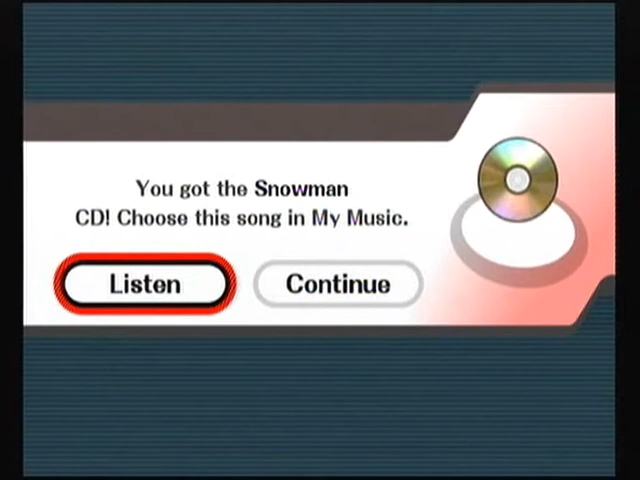 You got the Snowman
CD! Choose this song in My Music.
Listen
Continue